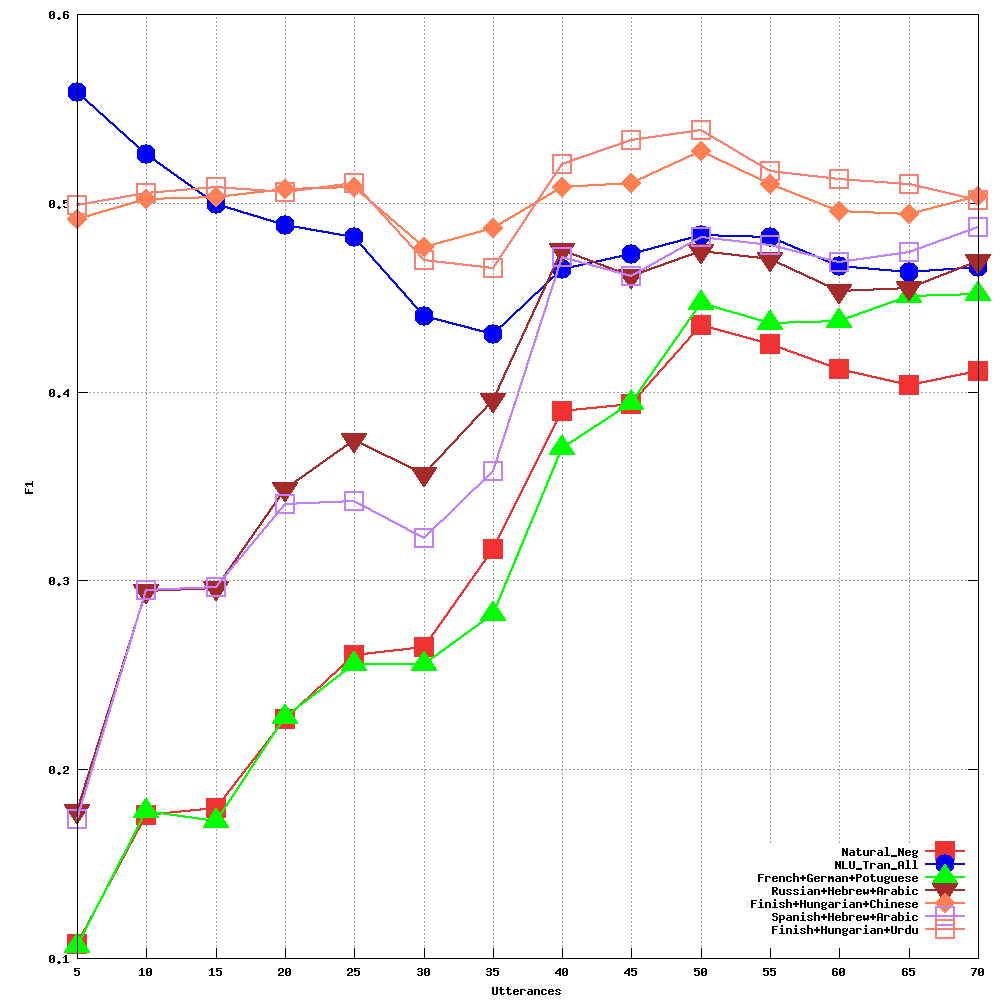 0.6
0.5
0.4
0.3
0.2
0.1
F1
5 10 15 20 25 30 35 40 45 50 55 60 65 70
Utterances
Natural_Neg
NLU_Tran_All
French+German+Potuguese
Russian+Hebrew+Arabic
Finish+Hungarian+Chinese
Spanish+Hebrew+Arabic
Finish+Hungarian+Urdu